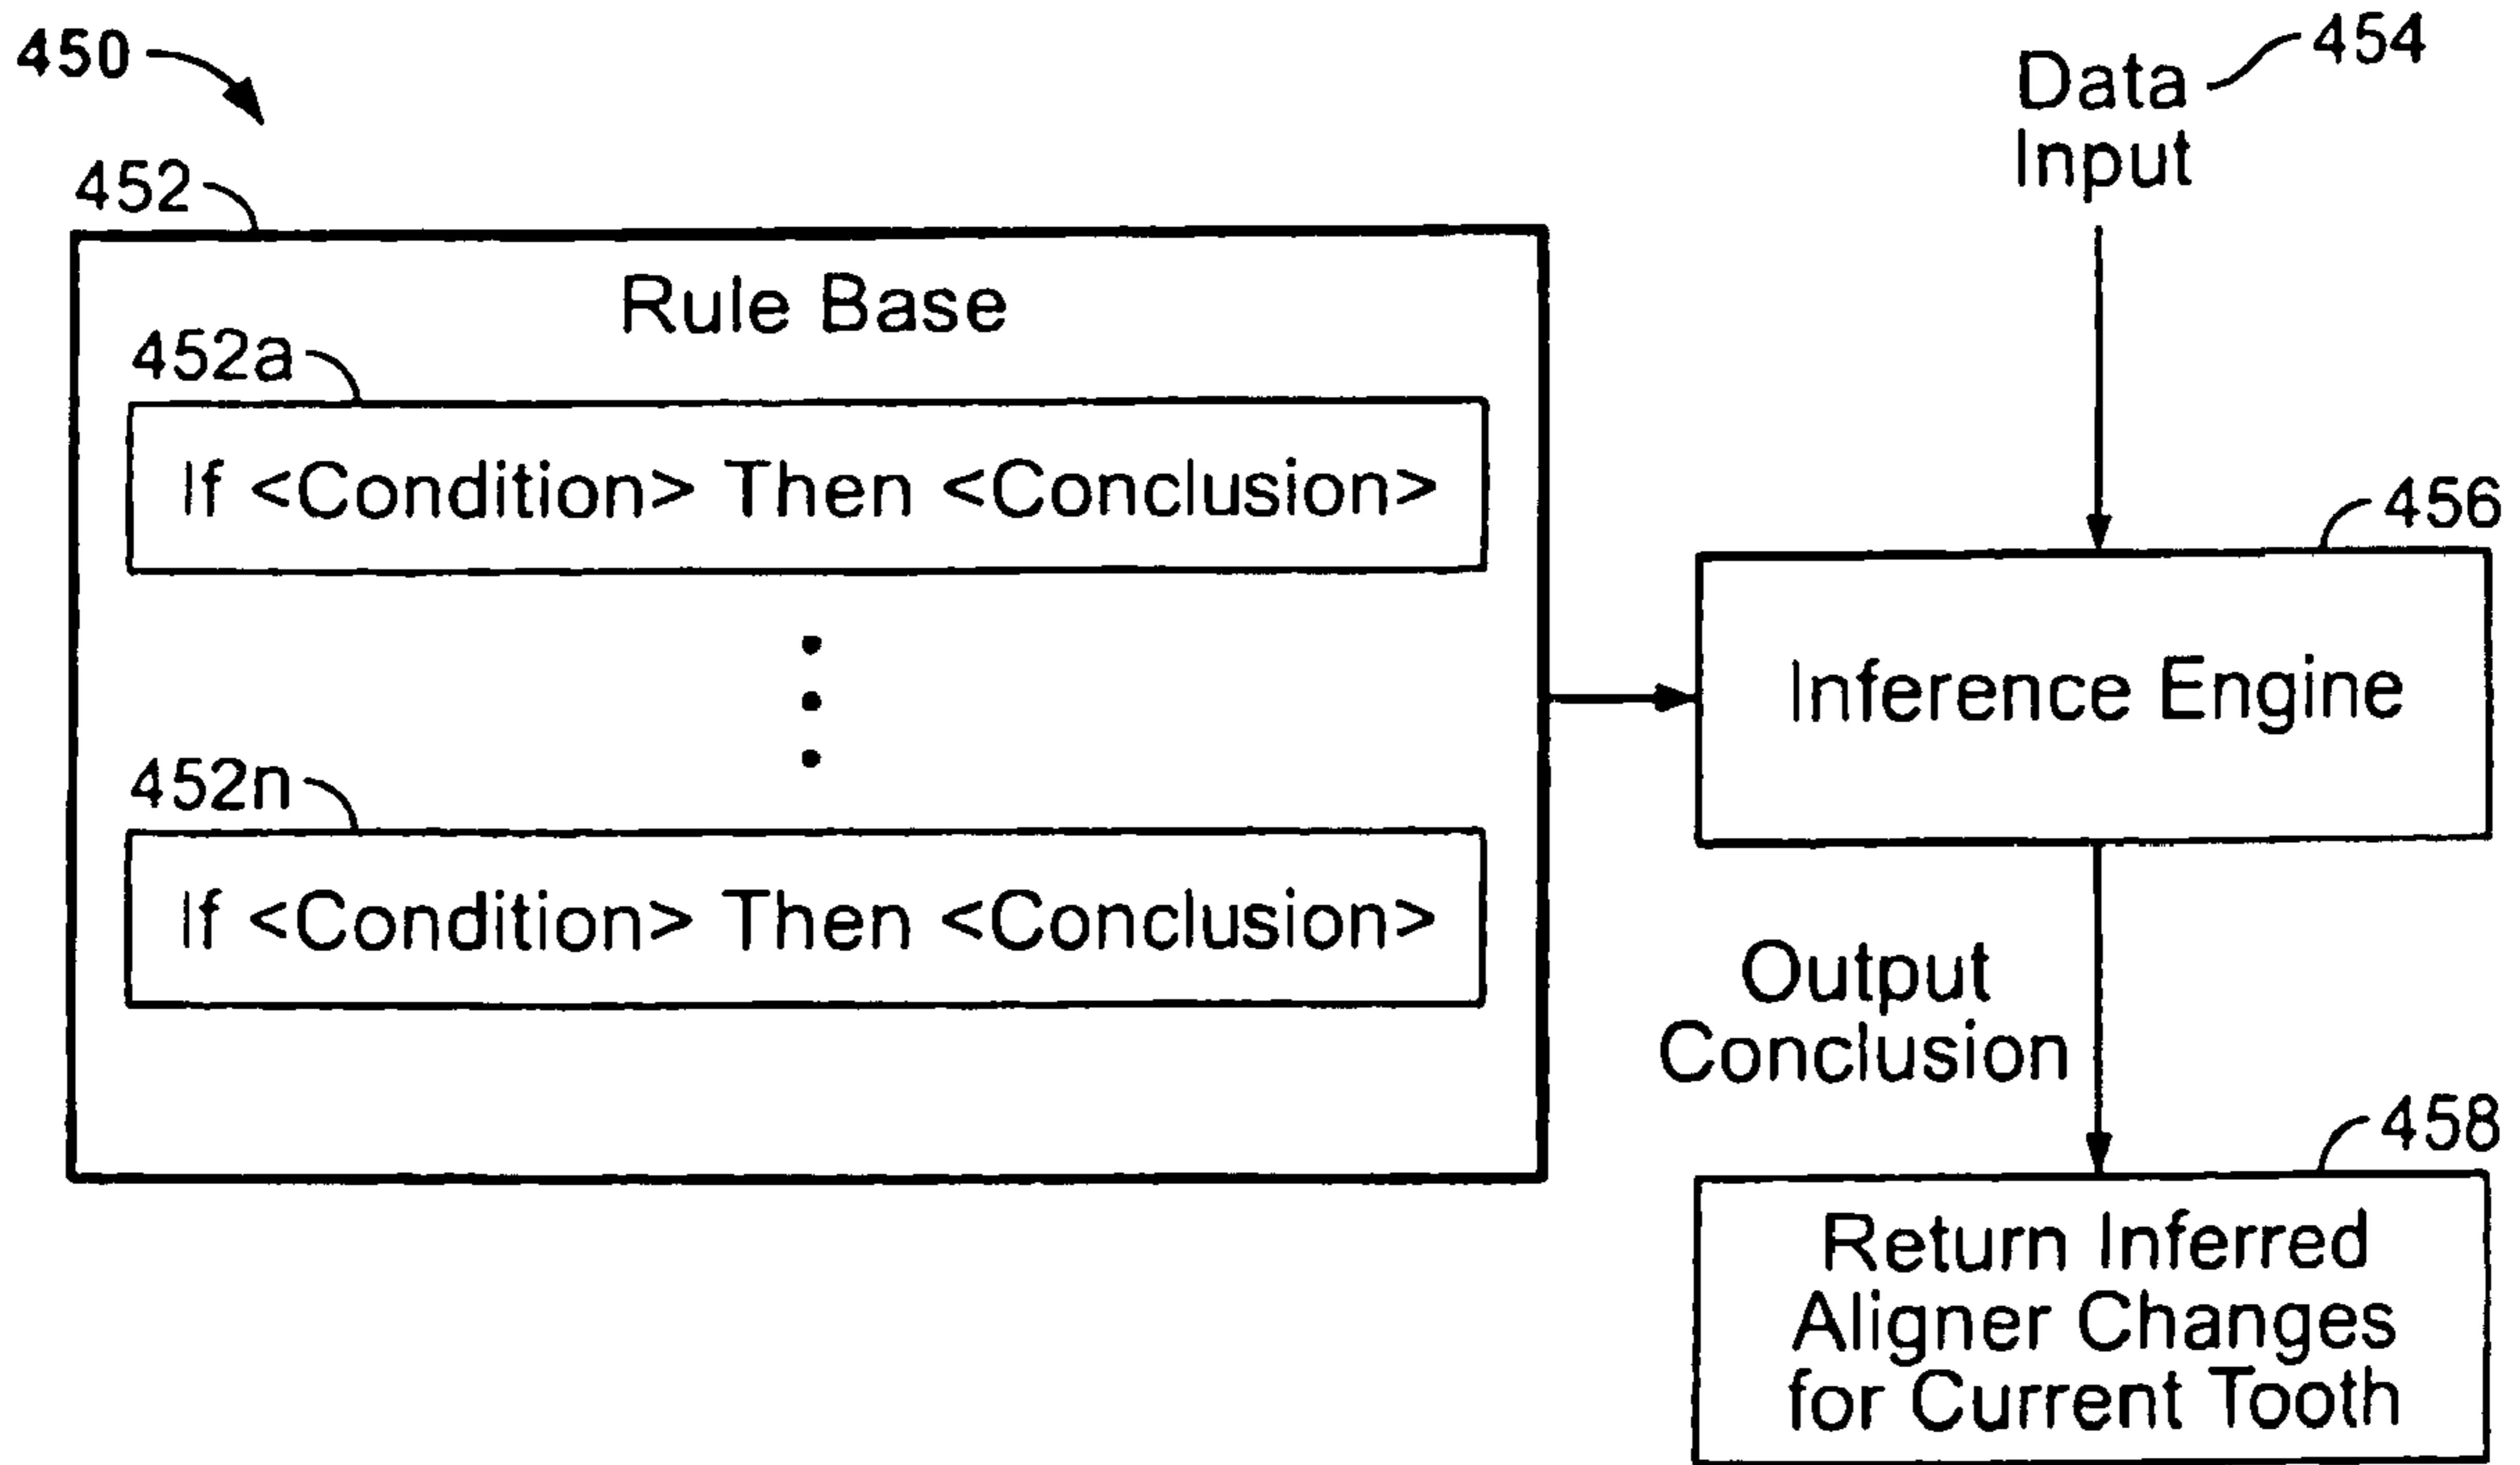 450
452
Rule Base
452a
If <Condition> Then <Conclusion>
452n
If <Condition> Then <Conclusion>
454
Data
Input
456
Inference Engine
Output
Conclusion
458
Return Inferred
Aligner Changes
for Current Tooth